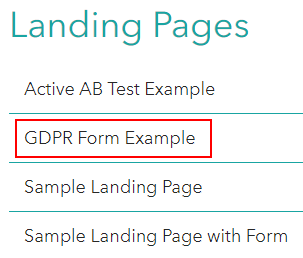 Landing Pages
Active AB Test Example
GDPR Form Example
Sample Landing Page
Sample Landing Page with Form